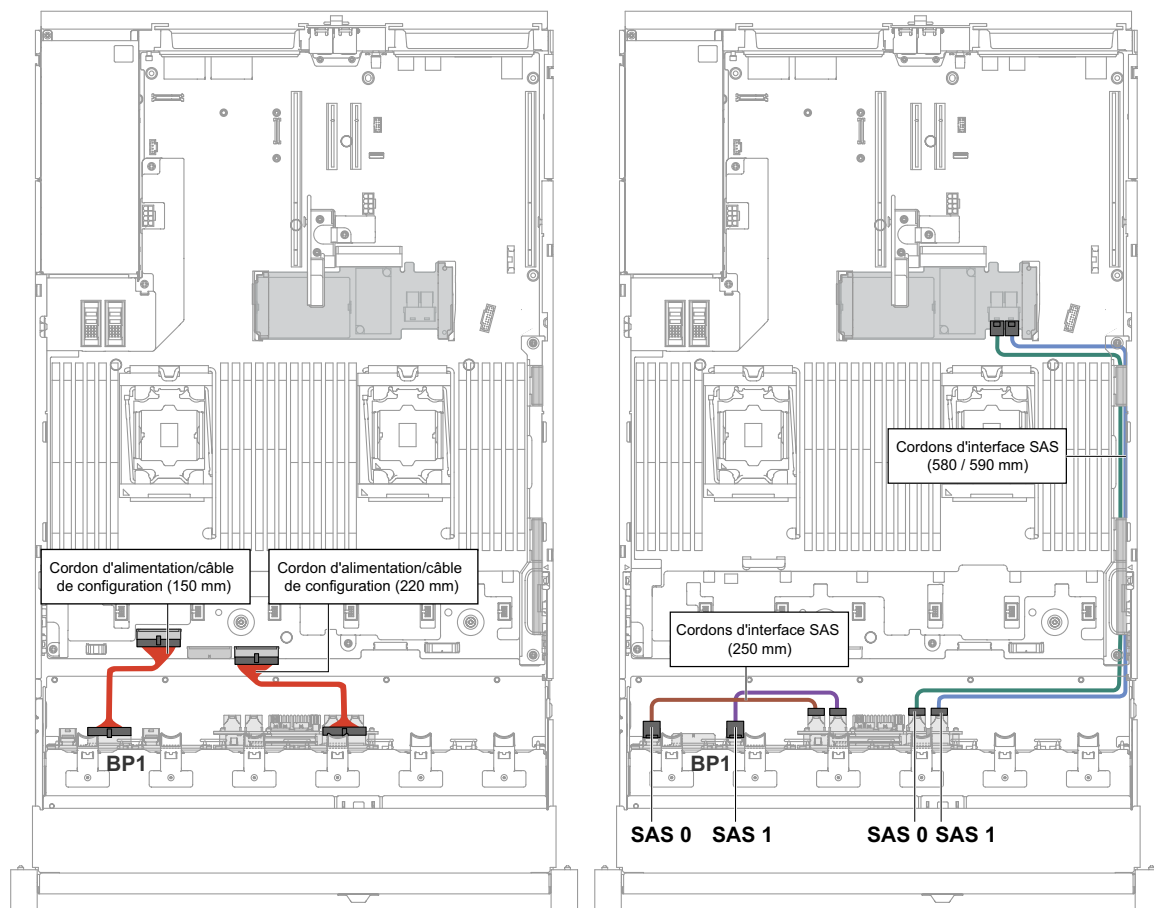 Cordon d'alimentation/câble
de configuration (150 mm)
Cordon d'alimentation/câble
de configuration (220 mm)
BP1
Cordons d'interface SAS
(580 / 590 mm)
Cordons d'interface SAS
(250 mm)
BP1
SAS 0
SAS 1
SAS 0
SAS 1